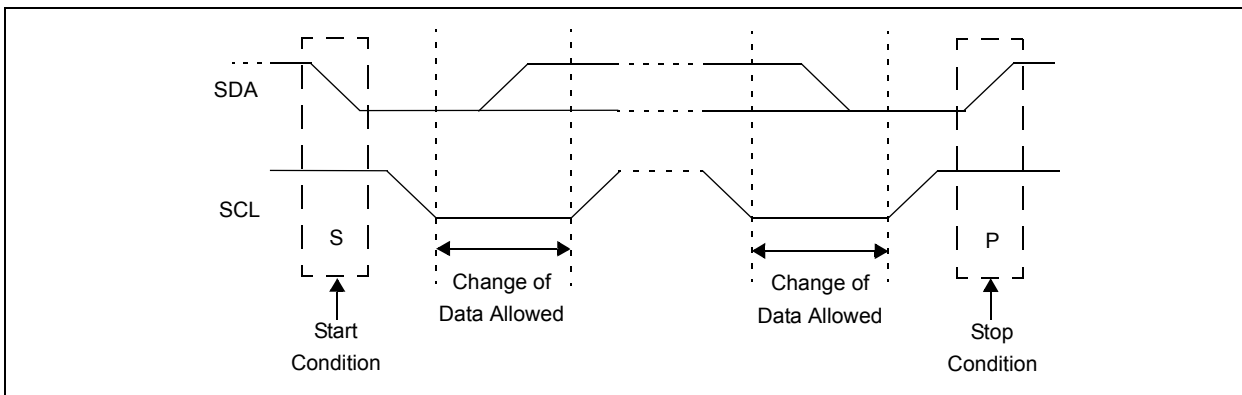 SDA
SCL
S
P
Change of
Data Allowed
Change of
Data Allowed
Start
Condition
Stop
Condition